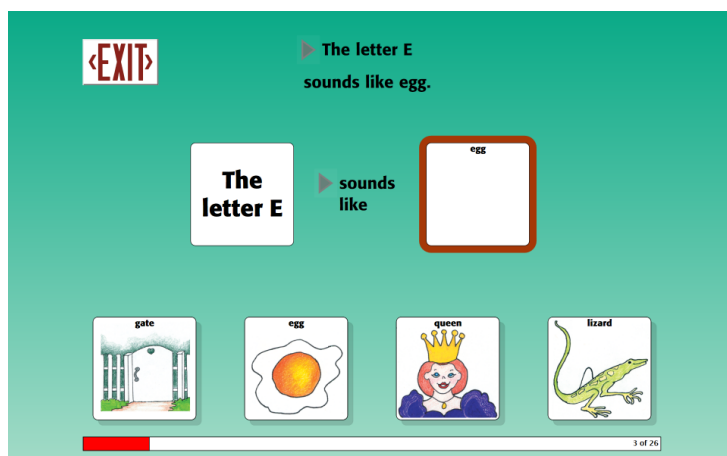 <EXIT>
The letter E
sounds like egg.
The
letter E
sounds
like
egg
gate
egg
queen
lizard
3 of 26